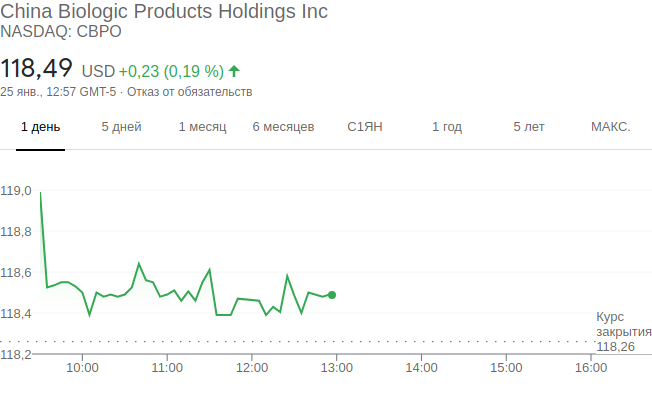 China Biologic Products Holdings Inc
NASDAQ: CBPO
118,49 USD +0,23 (0,19 %)
25 янв., 12:57 GMT-5 · Отказ от обязательств
1 день 5 дней 1 месяц 6 месяцев С1ЯН 1 год 5 лет МАКС.
119,0
118,8
118,6
118,4
Курс
закрытия
118,26
118,2
10:00 11:00 12:00 13:00 14:00 15:00 16:00